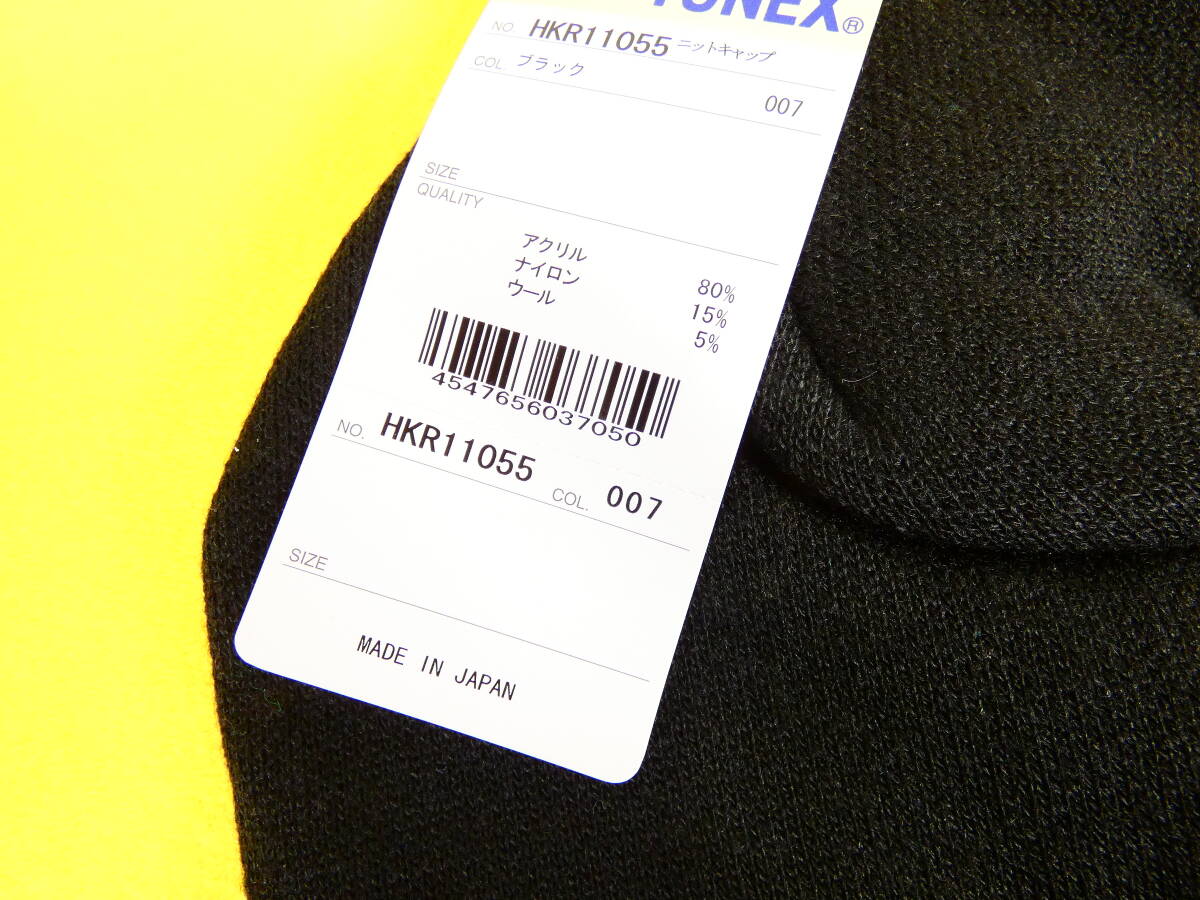 YONEX®
NO. HKR11055 ニットキャップ
COL. ブラック 007
SIZE
QUALITY
アクリル 80%
ナイロン 15%
ウール 5%
4547656037050
NO. HKR11055 COL. 007
SIZE
MADE IN JAPAN